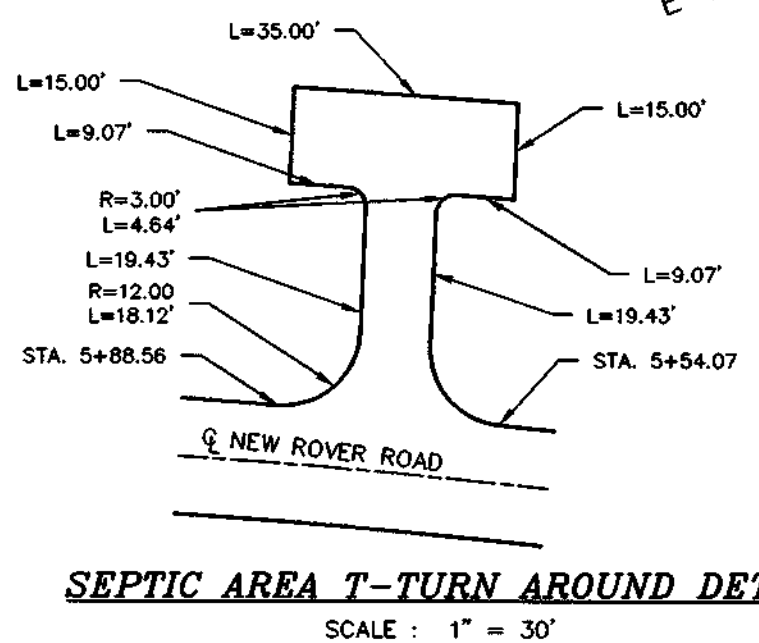 E
L=35.00'
L=15.00'
L=15.00'
L=9.07'
R=3.00'
L=4.64'
L=19.43'
L=9.07'
R=12.00
L=18.12'
L=19.43'
STA. 5+88.56
STA. 5+54.07
℄ NEW ROVER ROAD
SEPTIC AREA T-TURN AROUND DET
SCALE : 1" = 30'